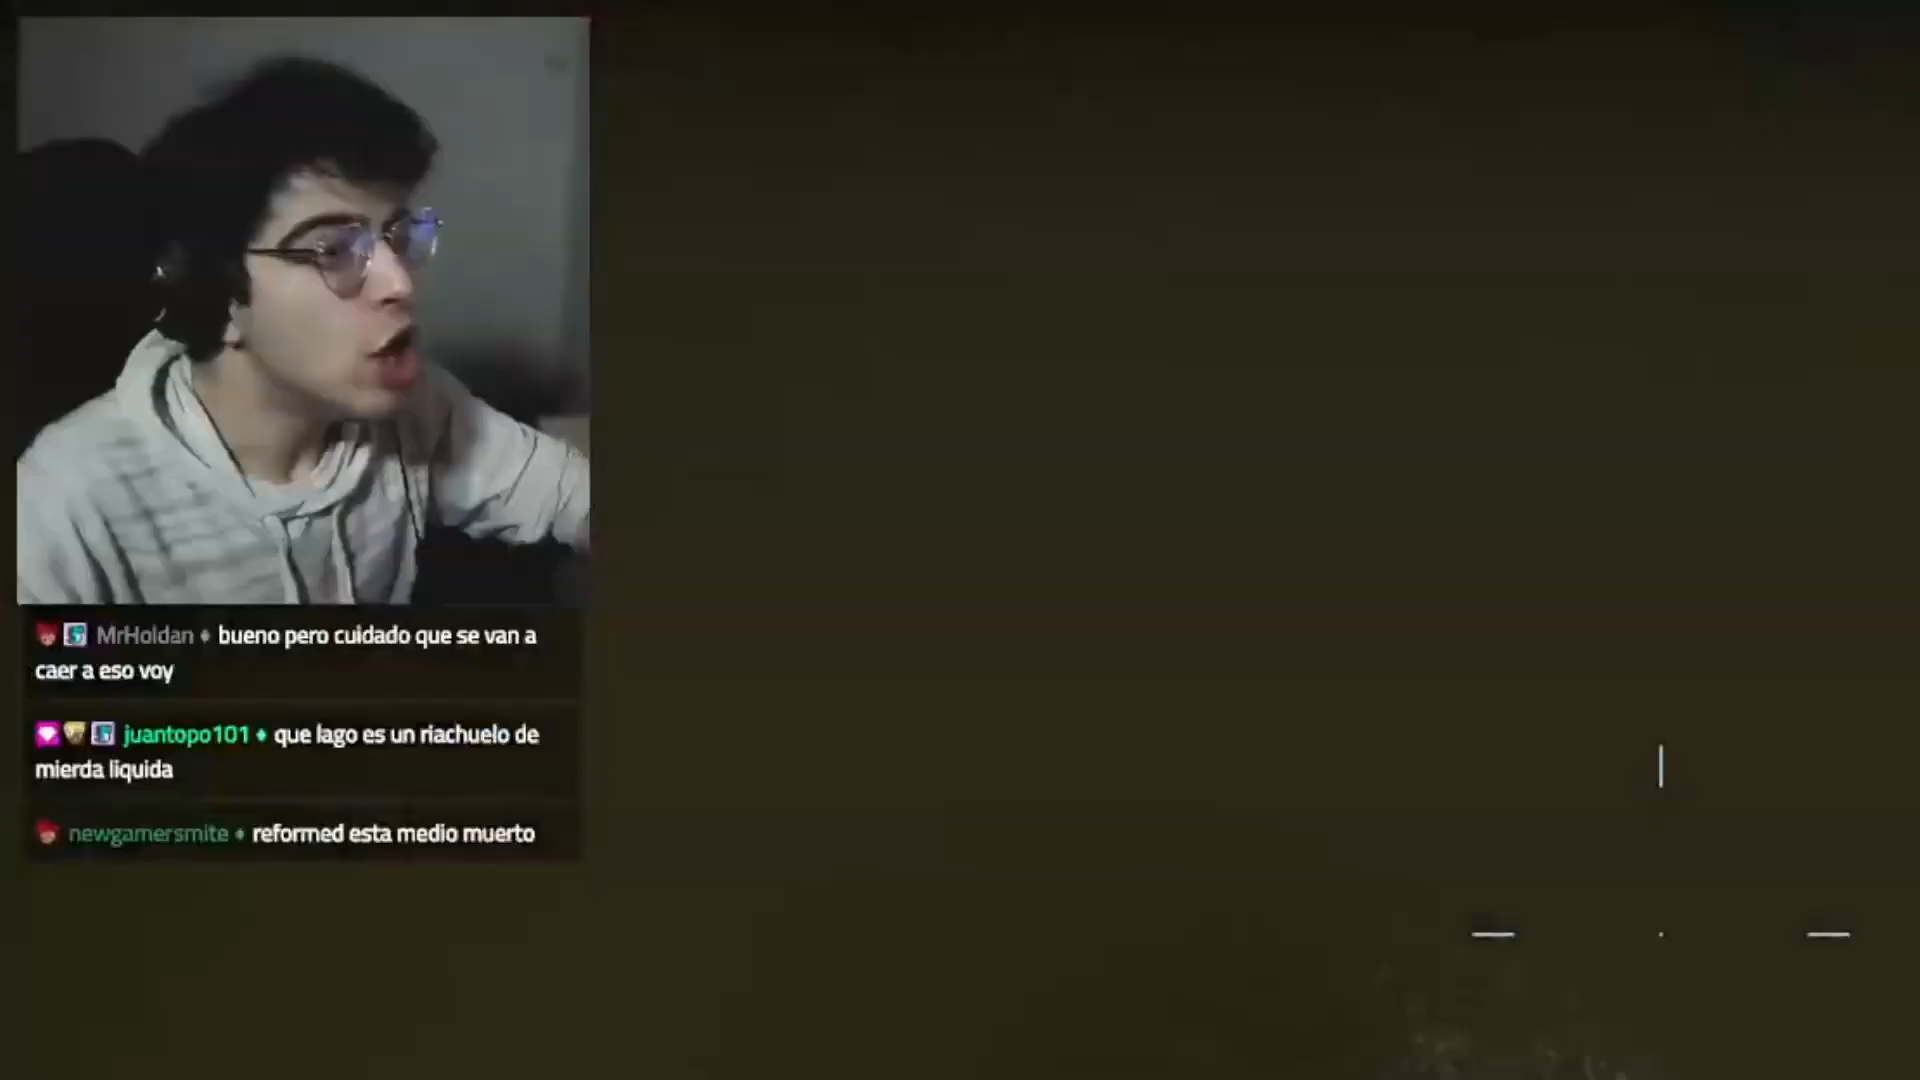 MrHoldan • bueno pero cuidado que se van a
caer a eso voy
juantopo101 • que lago es un riachuelo de
mierda liquida
newgamersmite • reformed esta medio muerto